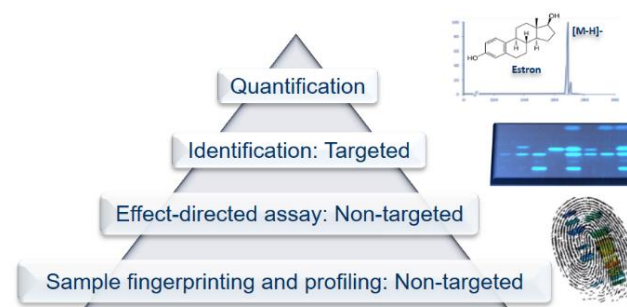 OH
[M-H]-
HO
Estron
Quantification
Identification: Targeted
Effect-directed assay: Non-targeted
Sample fingerprinting and profiling: Non-targeted